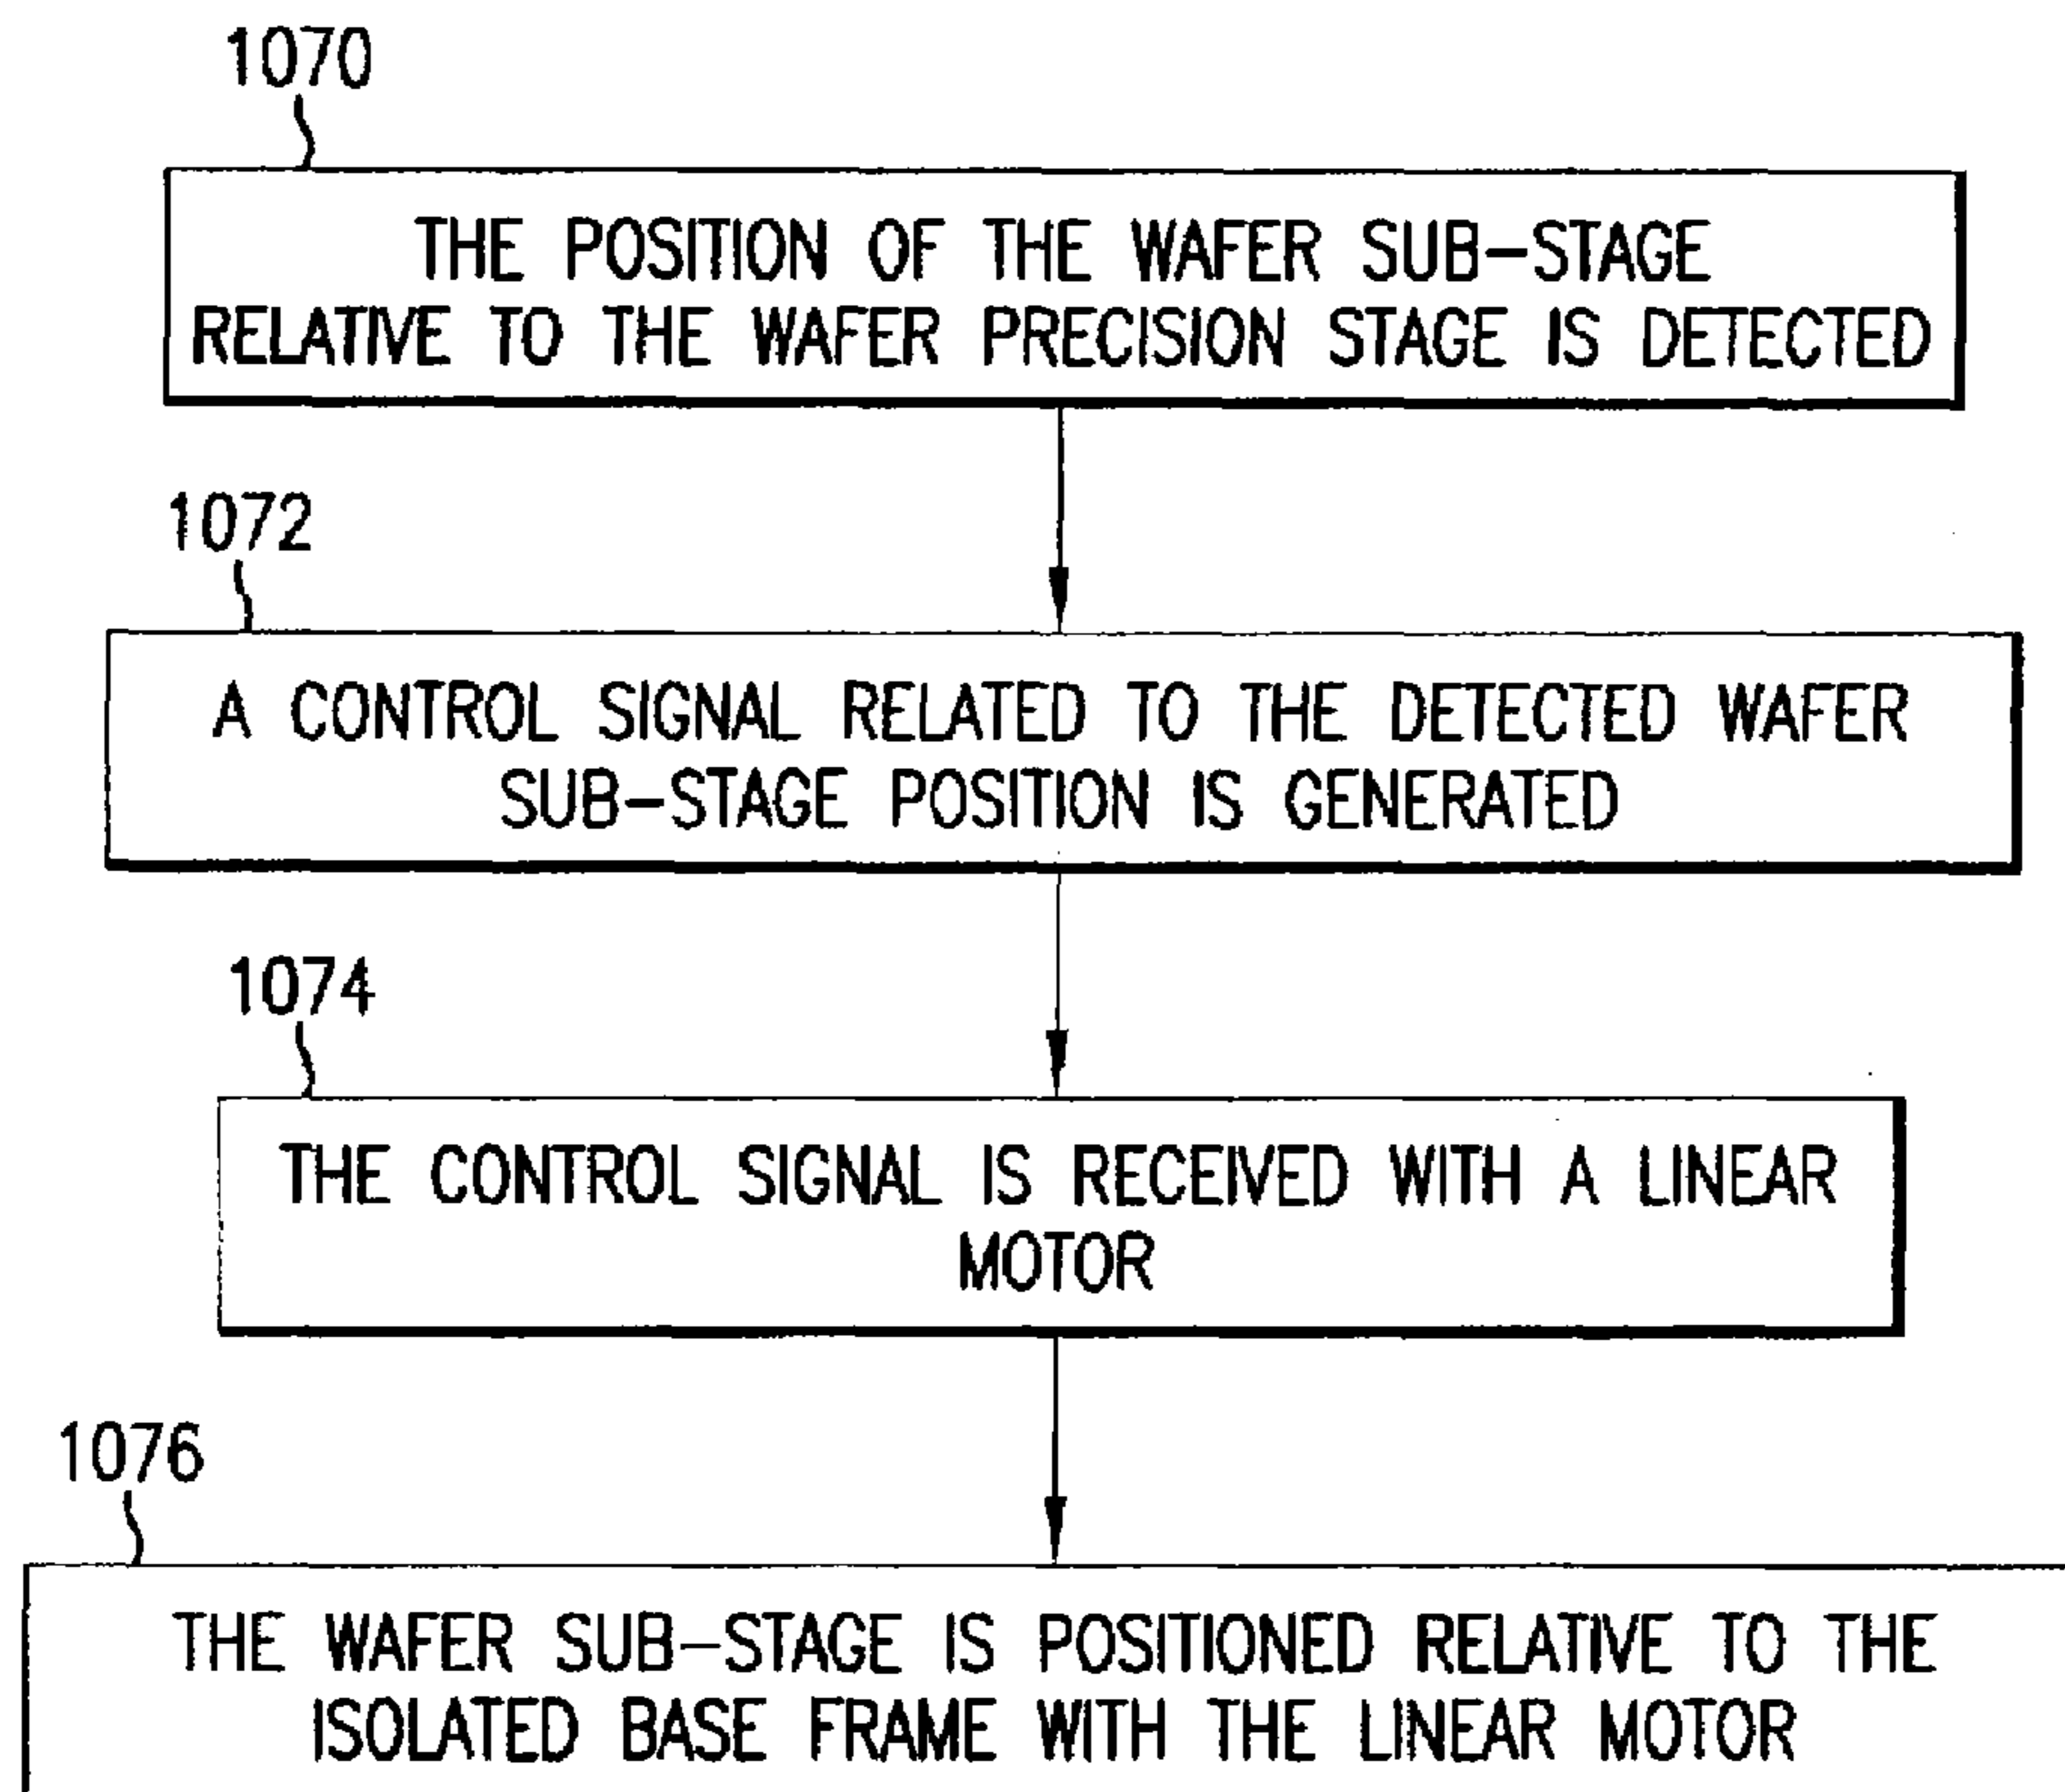 1070
THE POSITION OF THE WAFER SUB-STAGE
RELATIVE TO THE WAFER PRECISION STAGE IS DETECTED
1072
A CONTROL SIGNAL RELATED TO THE DETECTED WAFER
SUB-STAGE POSITION IS GENERATED
1074
THE CONTROL SIGNAL IS RECEIVED WITH A LINEAR
MOTOR
1076
THE WAFER SUB-STAGE IS POSITIONED RELATIVE TO THE
ISOLATED BASE FRAME WITH THE LINEAR MOTOR